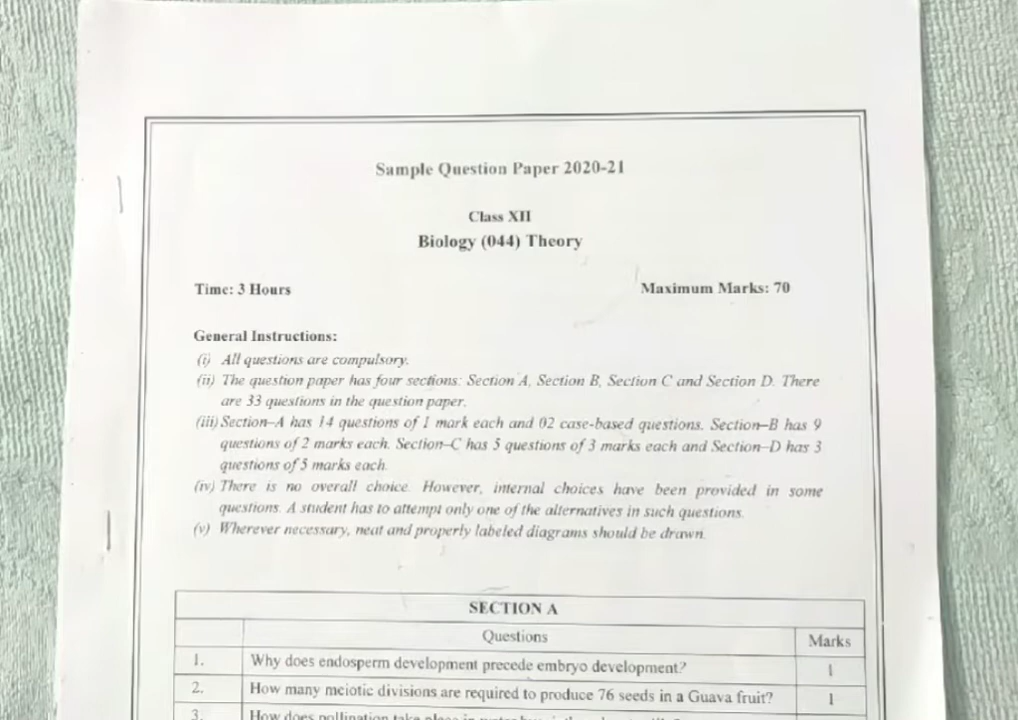 Sample Question Paper 2020-21
Class XII
Biology (044) Theory
Time: 3 Hours Maximum Marks: 70
General Instructions:
(i) All questions are compulsory.
(ii) The question paper has four sections: Section A, Section B, Section C and Section D. There
are 33 questions in the question paper.
(iii) Section–A has 14 questions of 1 mark each and 02 case-based questions. Section–B has 9
questions of 2 marks each. Section–C has 5 questions of 3 marks each and Section–D has 3
questions of 5 marks each.
(iv) There is no overall choice. However, internal choices have been provided in some
questions. A student has to attempt only one of the alternatives in such questions.
(v) Wherever necessary, neat and properly labeled diagrams should be drawn.
SECTION A
Questions Marks
1. Why does endosperm development precede embryo development? 1
2. How many meiotic divisions are required to produce 76 seeds in a Guava fruit? 1
3. How does pollination take place in